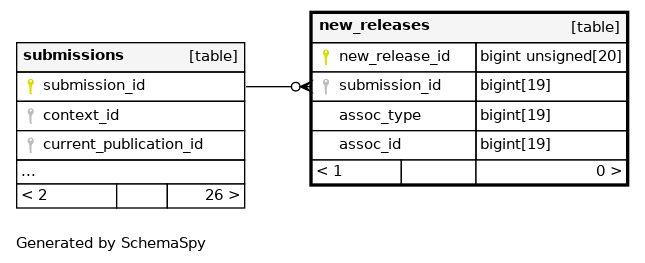 submissions [table]
submission_id
context_id
current_publication_id
...
< 2 26 >
new_releases [table]
new_release_id bigint unsigned[20]
submission_id bigint[19]
assoc_type bigint[19]
assoc_id bigint[19]
< 1 0 >
Generated by SchemaSpy